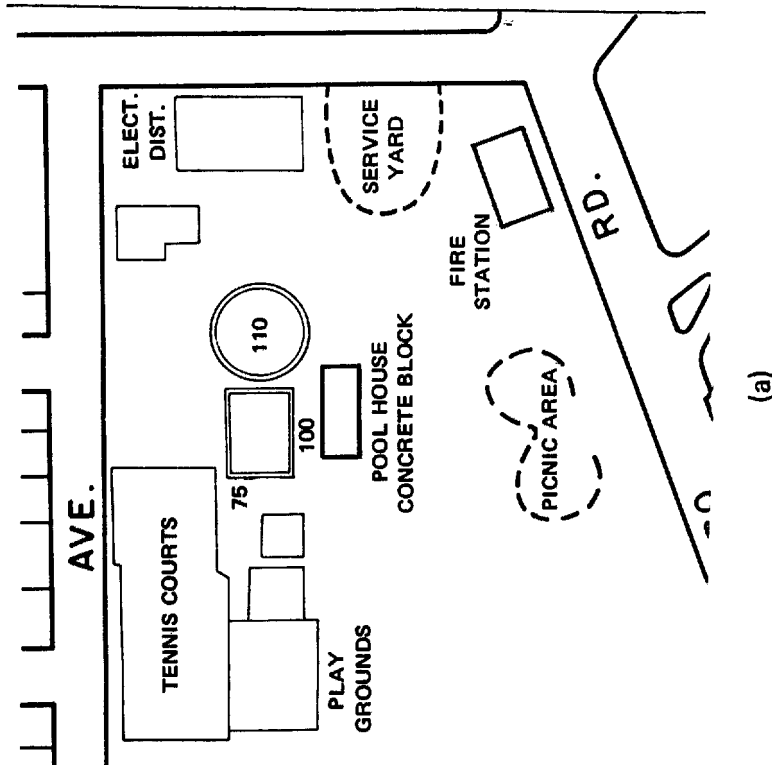 AVE.
ELECT.
DIST.
SERVICE
YARD
FIRE
STATION
RD.
110
100
75
POOL HOUSE
CONCRETE BLOCK
TENNIS COURTS
PLAY
GROUNDS
PICNIC AREA
(a)